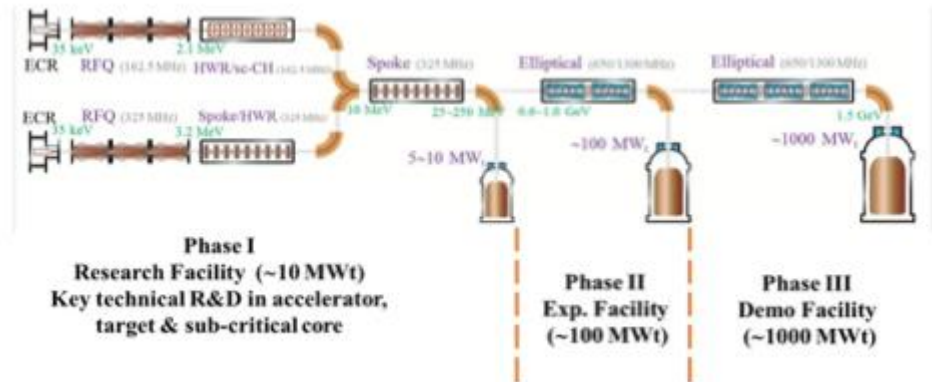 35 keV
2.1 MeV
ECR
RFQ (162.5 MHz)
HWR/sc-CH (162.5 MHz)
Spoke (325 MHz)
Elliptical (650/1300 MHz)
Elliptical (650/1300 MHz)
10 MeV
25~250 MeV
0.6~1.0 GeV
1.5 GeV
ECR
RFQ (325 MHz)
Spoke/HWR (325 MHz)
35 keV
3.2 MeV
5~10 MWt
~100 MWt
~1000 MWt
Phase I
Research Facility (~10 MWt)
Key technical R&D in accelerator,
target & sub-critical core
Phase II
Exp. Facility
(~100 MWt)
Phase III
Demo Facility
(~1000 MWt)